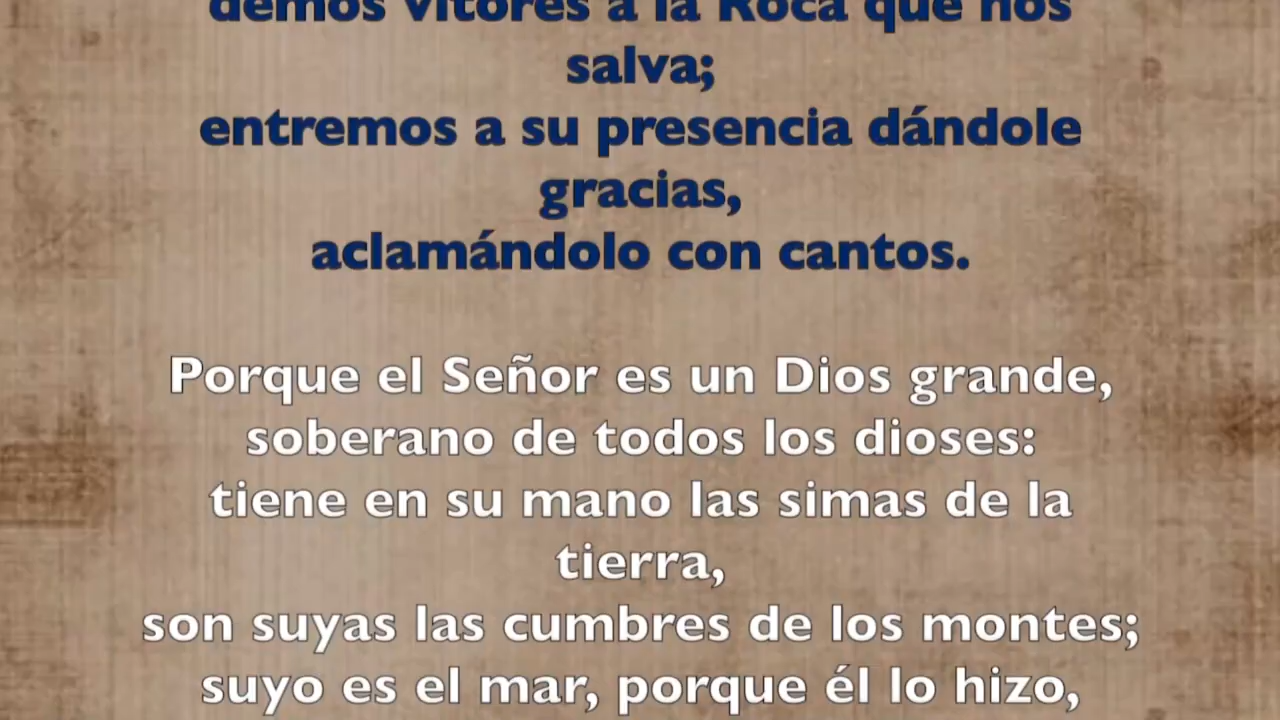 demos vítores a la Roca que nos
salva;
entremos a su presencia dándole
gracias,
aclamándolo con cantos.
Porque el Señor es un Dios grande,
soberano de todos los dioses:
tiene en su mano las simas de la
tierra,
son suyas las cumbres de los montes;
suyo es el mar, porque él lo hizo,